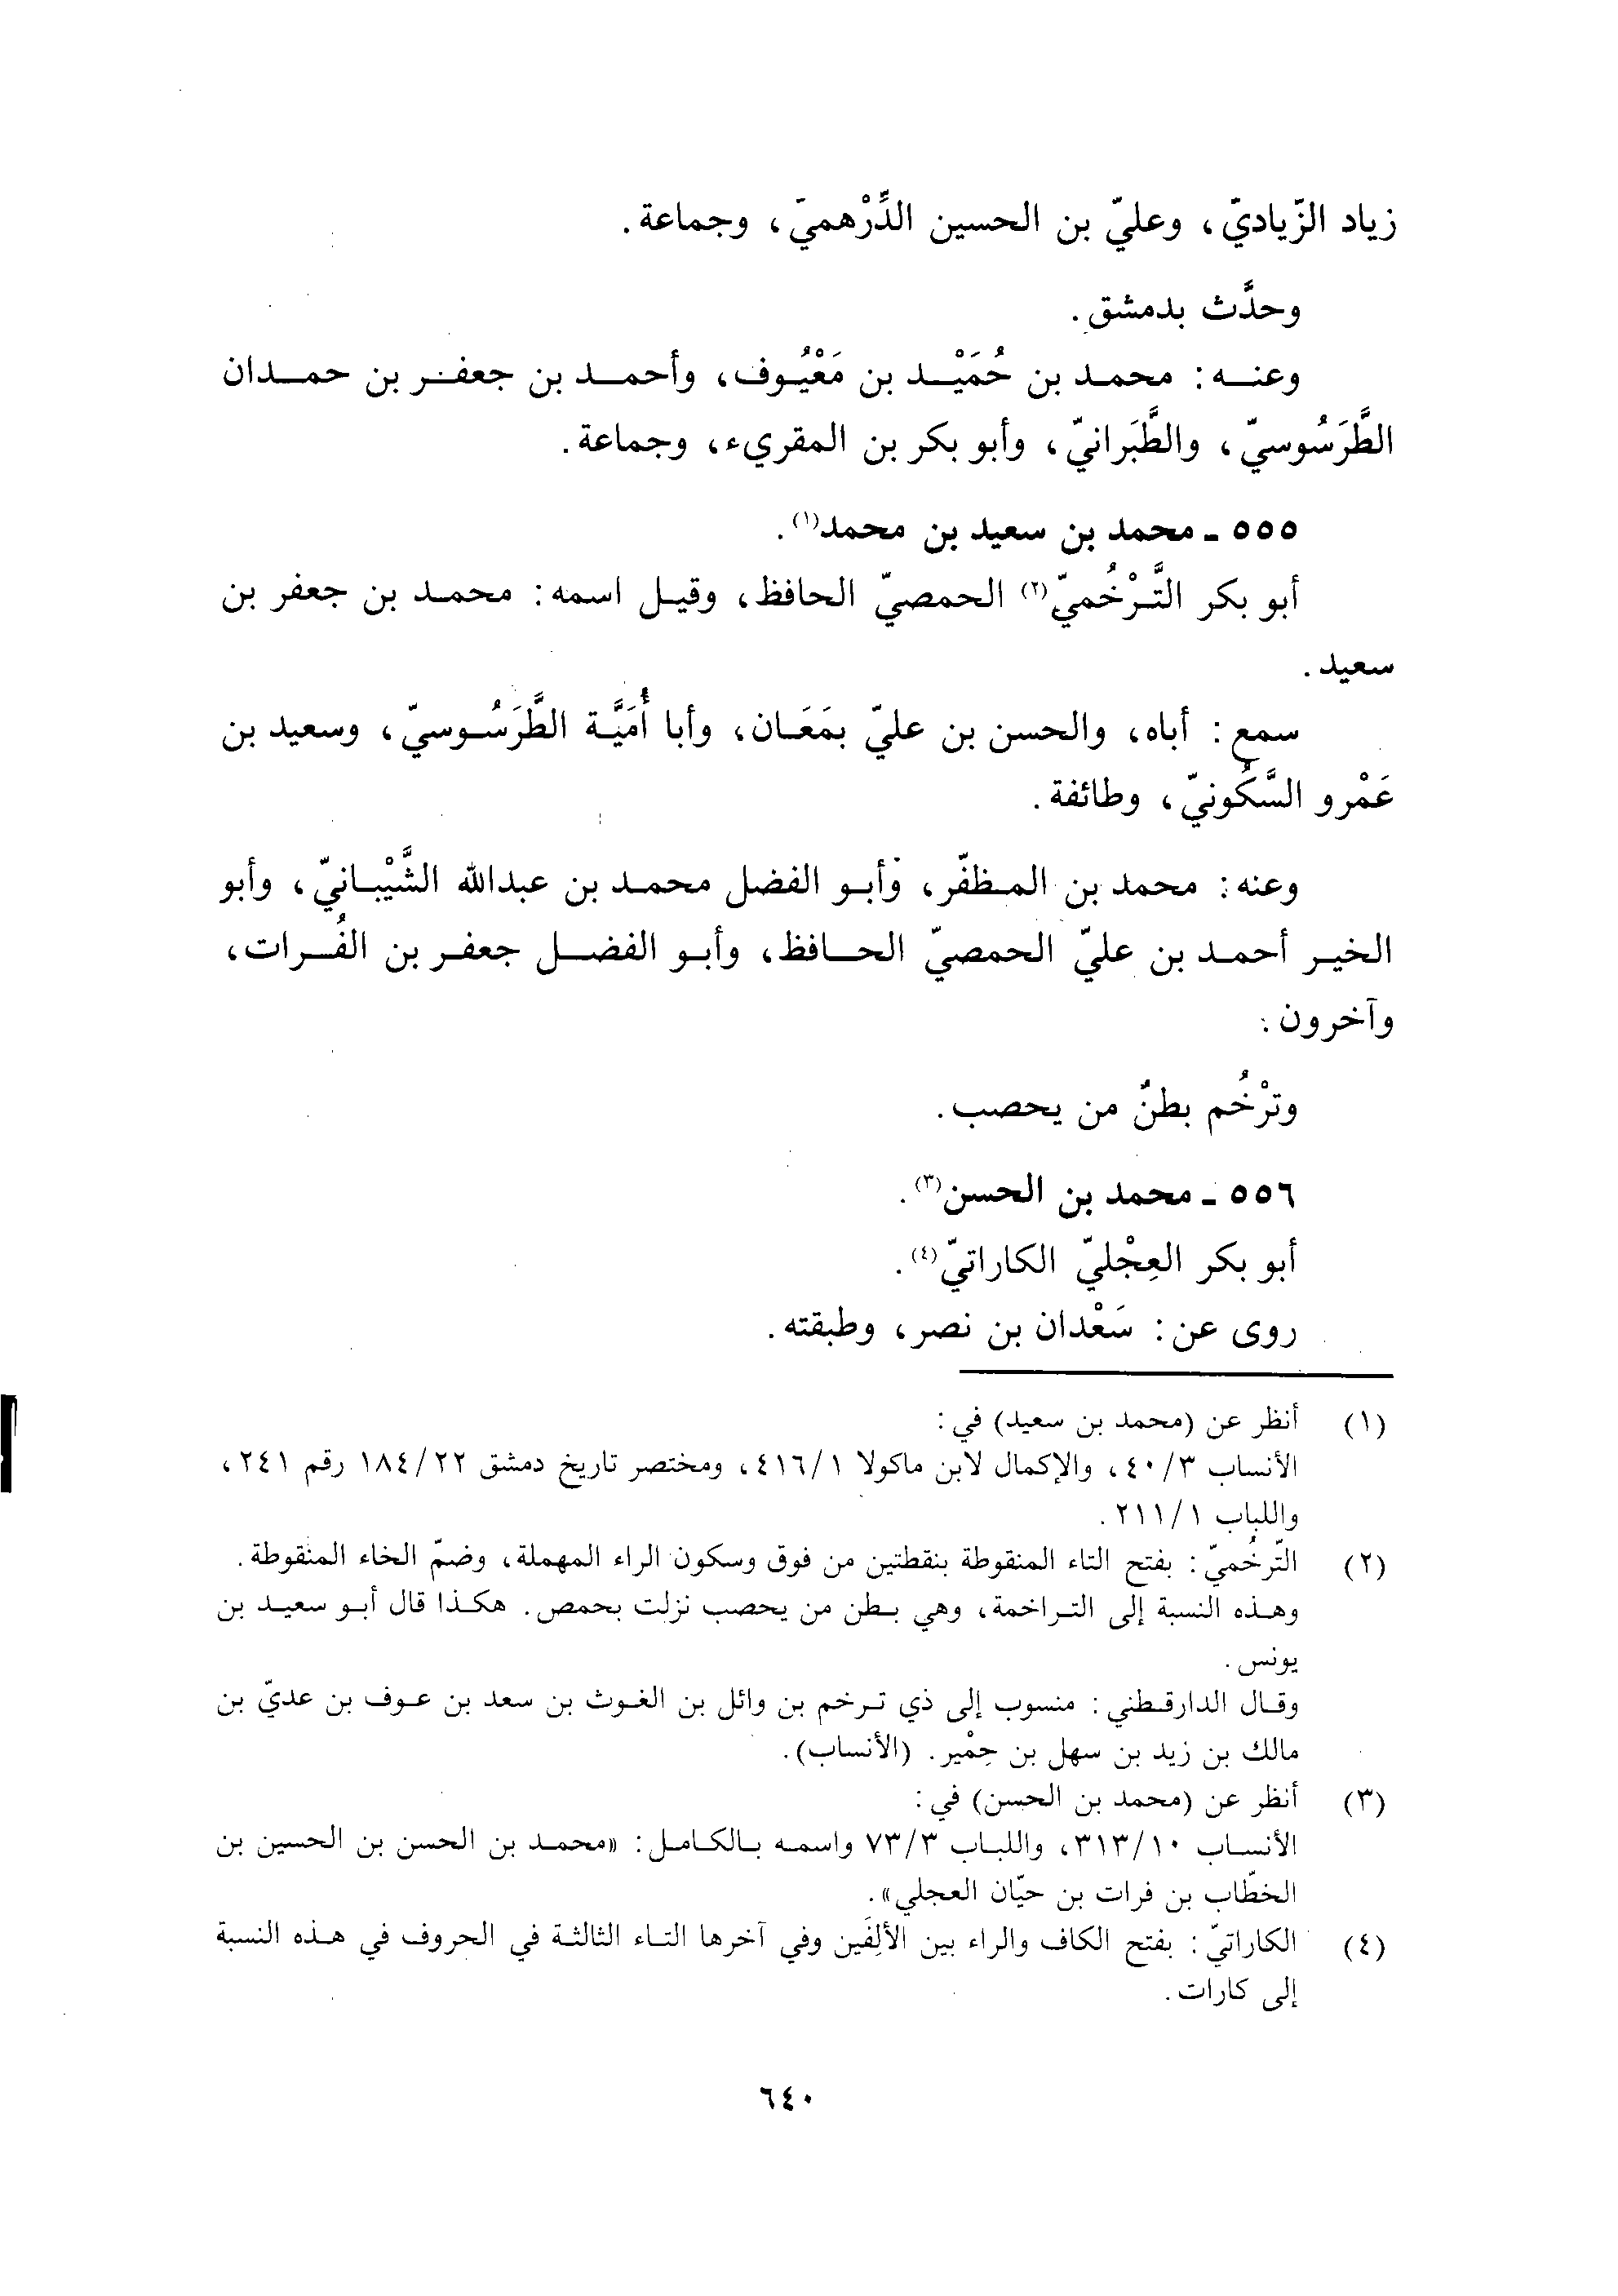 زياد الزّياديّ، وعليّ بن الحسين الدِّرْهميّ، وجماعة.
وحدَّث بدمشق.
وعنه: محمد بن حُمَيْد بن مَعْيُوف، وأحمد بن جعفر بن حمدان
الطَّرَسُوسيّ، والطَّبَرانيّ، وأبو بكر بن المقريء، وجماعة.
٥٥٥ ـ محمد بن سعيد بن محمد(١).
أبو بكر التَّرْخُميّ(٢) الحمصيّ الحافظ، وقيل اسمه: محمد بن جعفر بن
سعيد.
سمع: أباه، والحسن بن عليّ بمَعَان، وأبا أُمَيَّة الطَّرَسُوسيّ، وسعيد بن
عَمْرو السَّكُونيّ، وطائفة.
وعنه: محمد بن المظفّر، وأبو الفضل محمد بن عبدالله الشَّيْبانيّ، وأبو
الخير أحمد بن عليّ الحمصيّ الحافظ، وأبو الفضل جعفر بن الفُرات،
وآخرون.
وترْخُم بطنٌ من يحصب.
٥٥٦ ـ محمد بن الحسن(٣).
أبو بكر العِجْليّ الكاراتيّ(٤).
روى عن: سَعْدان بن نصر، وطبقته.
(١) أنظر عن (محمد بن سعيد) في:
الأنساب ٤٠/٣، والإكمال لابن ماكولا ٤١٦/١، ومختصر تاريخ دمشق ١٨٤/٢٢ رقم ٢٤١،
واللباب ٢١١/١.
(٢) التّرخُميّ: بفتح التاء المنقوطة بنقطتين من فوق وسكون الراء المهملة، وضمّ الخاء المنقوطة.
وهذه النسبة إلى التراخمة، وهي بطن من يحصب نزلت بحمص. هكذا قال أبو سعيد بن
يونس.
وقال الدارقطني: منسوب إلى ذي ترخم بن وائل بن الغوث بن سعد بن عوف بن عديّ بن
مالك بن زيد بن سهل بن حِمْير. (الأنساب).
(٣) أنظر عن (محمد بن الحسن) في:
الأنساب ٣١٣/١٠، واللباب ٧٣/٣ واسمه بالكامل: «محمد بن الحسن بن الحسين بن
الخطّاب بن فرات بن حيّان العجلي».
(٤) الكاراتيّ: بفتح الكاف والراء بين الألِفَين وفي آخرها التاء الثالثة في الحروف في هذه النسبة
إلى كارات.
٦٤٠